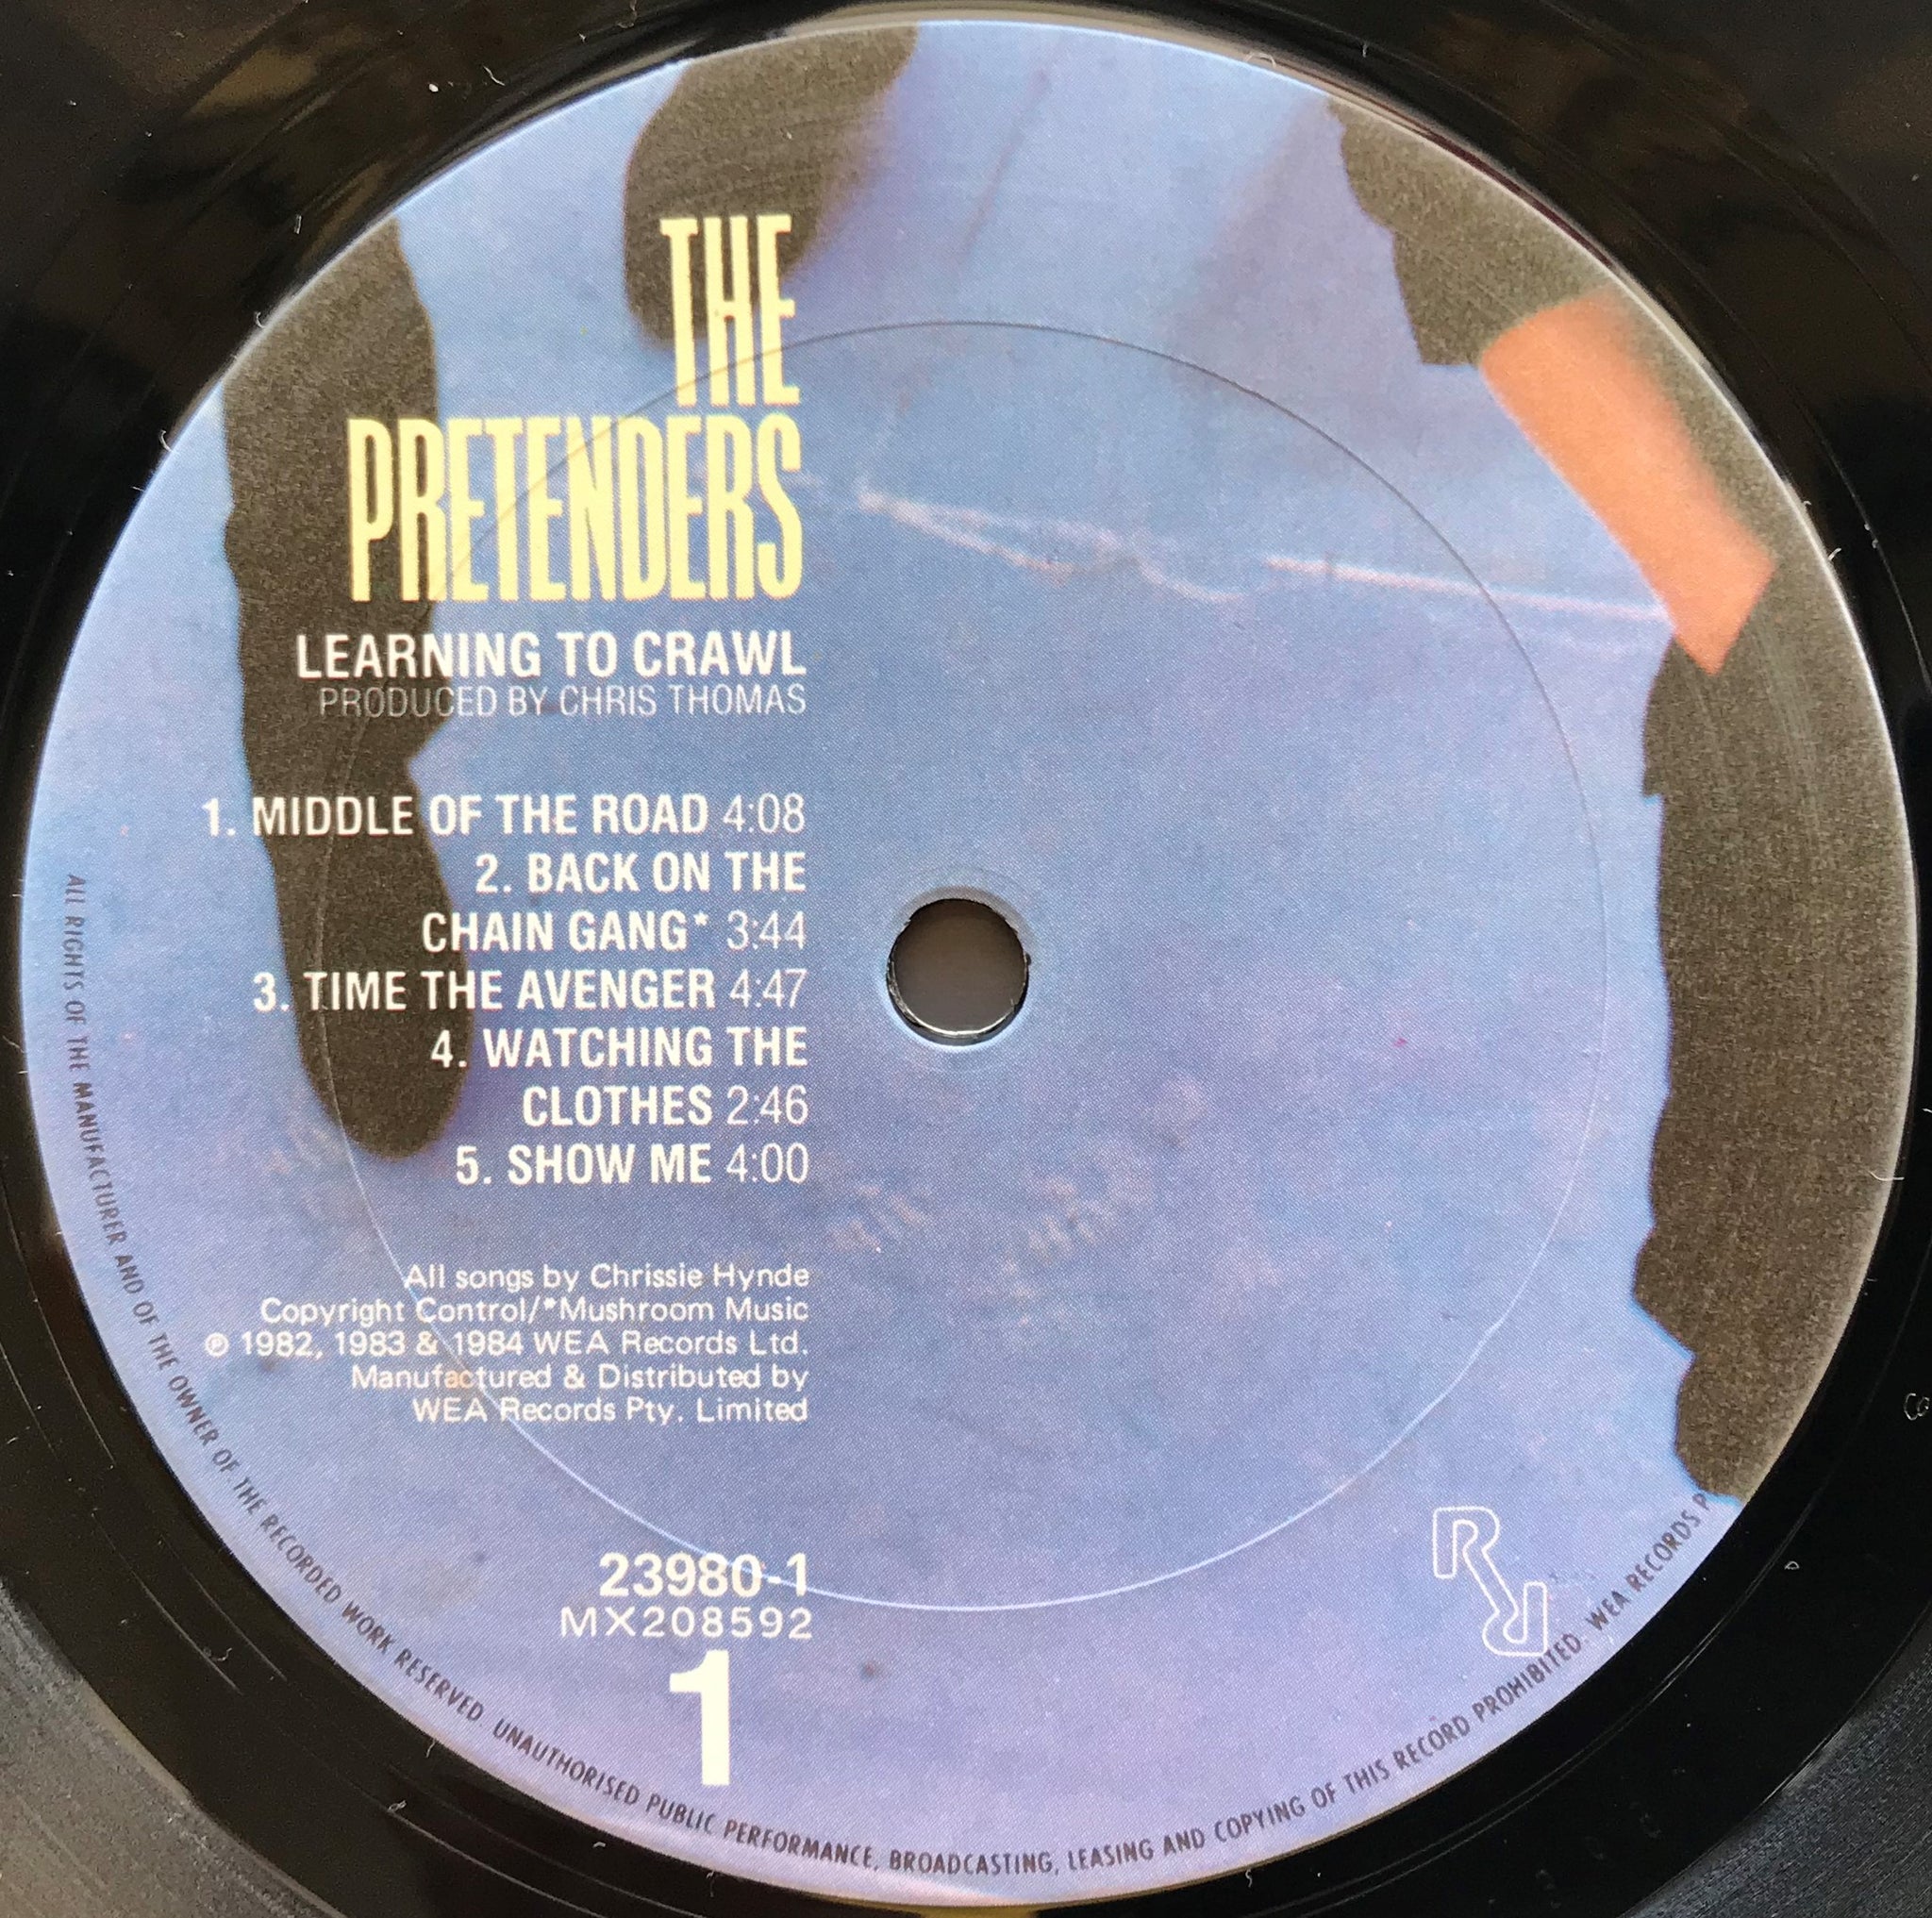 THE
PRETENDERS
LEARNING TO CRAWL
PRODUCED BY CHRIS THOMAS
1. MIDDLE OF THE ROAD 4:08
2. BACK ON THE
CHAIN GANG* 3:44
3. TIME THE AVENGER 4:47
4. WATCHING THE
CLOTHES 2:46
5. SHOW ME 4:00
All songs by Chrissie Hynde
Copyright Control/*Mushroom Music
℗ 1982, 1983 & 1984 WEA Records Ltd.
Manufactured & Distributed by
WEA Records Pty. Limited
23980-1
MX208592
1
ALL RIGHTS OF THE MANUFACTURER AND OF THE OWNER OF THE RECORDED WORK RESERVED. UNAUTHORISED PUBLIC PERFORMANCE, BROADCASTING, LEASING AND COPYING OF THIS RECORD PROHIBITED. WEA RECORDS